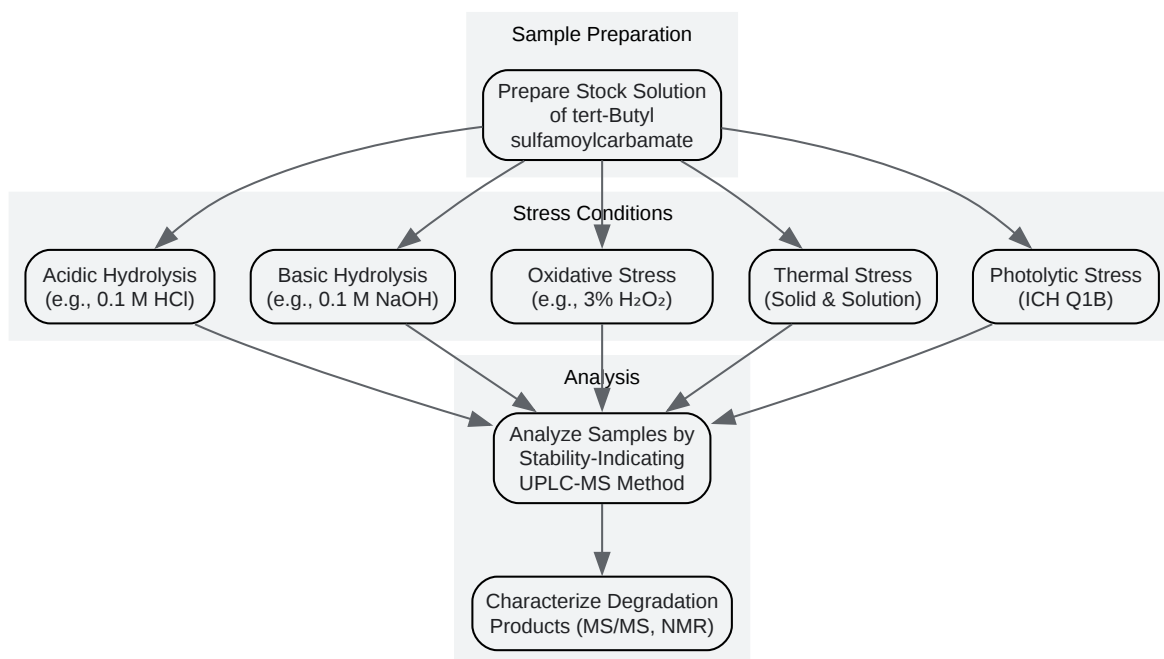 Sample Preparation
Prepare Stock Solution
of tert-Butyl
sulfamoylcarbamate
Stress Conditions
Acidic Hydrolysis
(e.g., 0.1 M HCl)
Basic Hydrolysis
(e.g., 0.1 M NaOH)
Oxidative Stress
(e.g., 3% H₂O₂)
Thermal Stress
(Solid & Solution)
Photolytic Stress
(ICH Q1B)
Analysis
Analyze Samples by
Stability-Indicating
UPLC-MS Method
Characterize Degradation
Products (MS/MS, NMR)